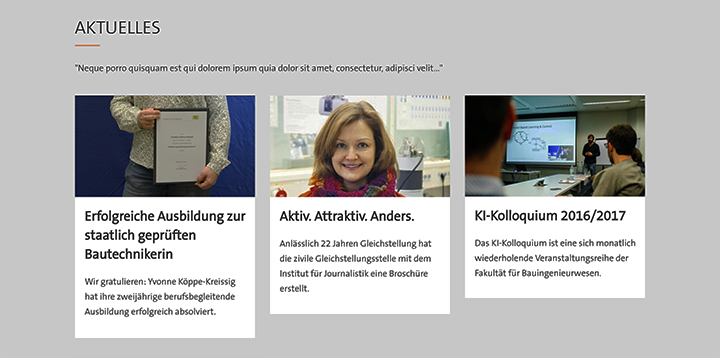 AKTUELLES
"Neque porro quisquam est qui dolorem ipsum quia dolor sit amet, consectetur, adipisci velit..."
Erfolgreiche Ausbildung zur
staatlich geprüften
Bautechnikerin
Wir gratulieren: Yvonne Köppe-Kreissig
hat ihre zweijährige berufsbegleitende
Ausbildung erfolgreich absolviert.
Aktiv. Attraktiv. Anders.
Anlässlich 22 Jahren Gleichstellung hat
die zivile Gleichstellungsstelle mit dem
Institut für Journalistik eine Broschüre
erstellt.
KI-Kolloquium 2016/2017
Das KI-Kolloquium ist eine sich monatlich
wiederholende Veranstaltungsreihe der
Fakultät für Bauingenieurwesen.